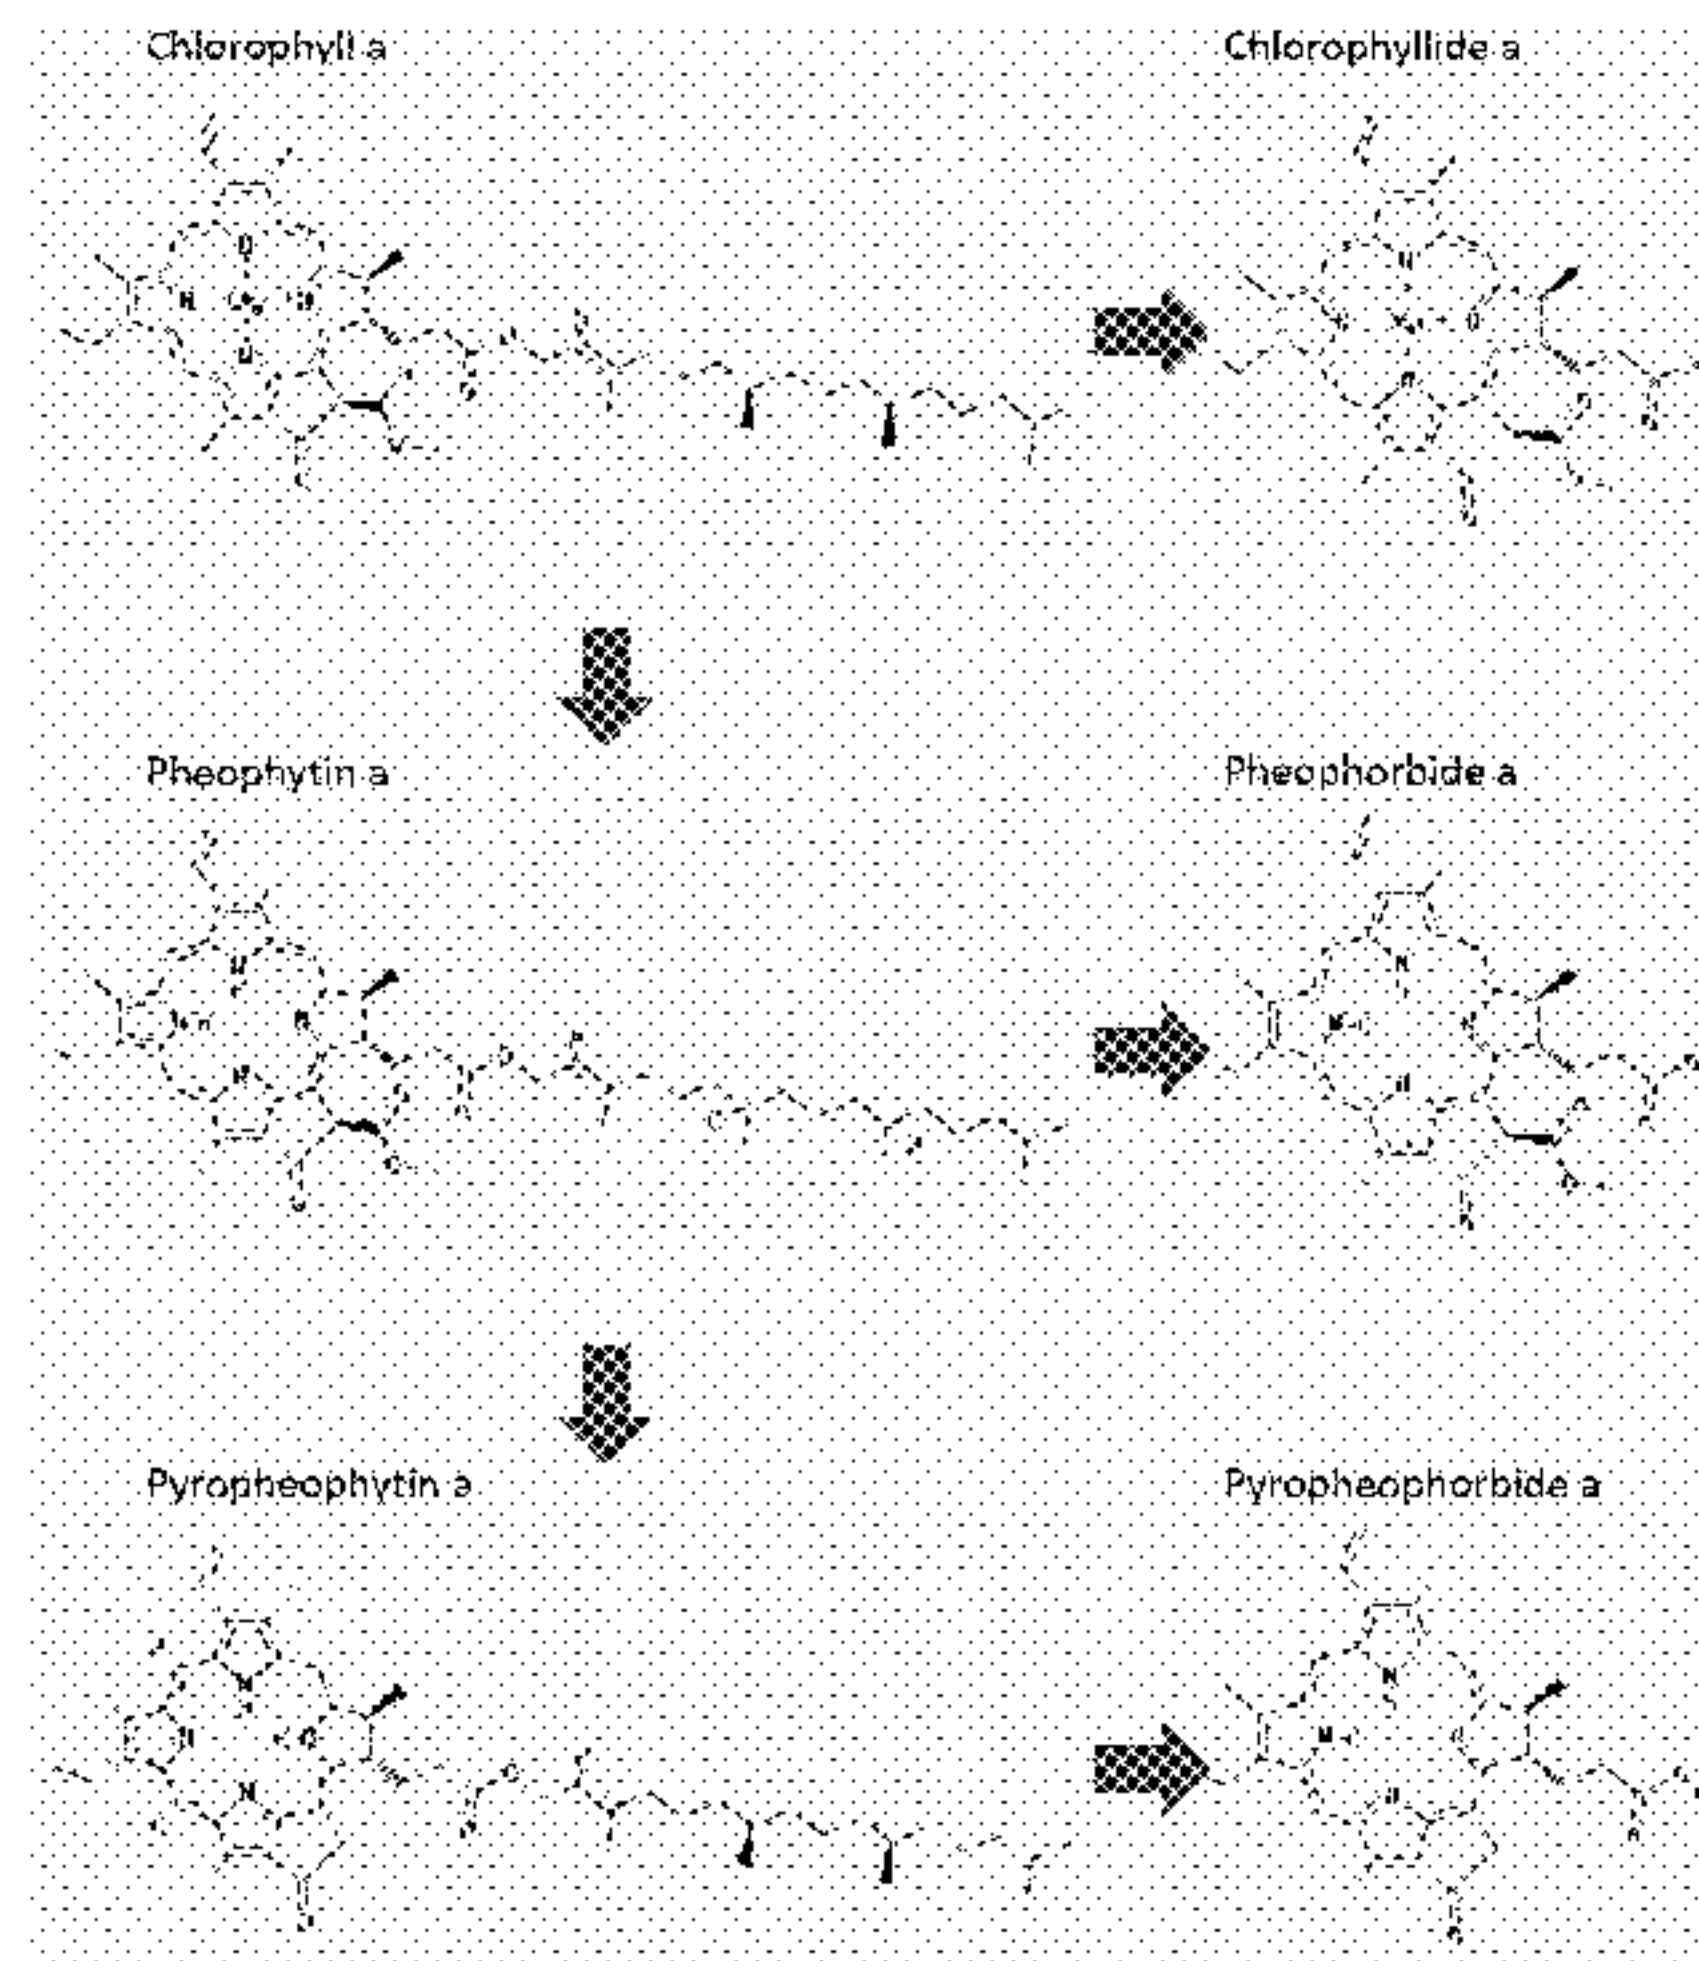 Chlorophyll a
Chlorophyllide a
Pheophytin a
Pheophorbide a
Pyropheophytin a
Pyropheophorbide a